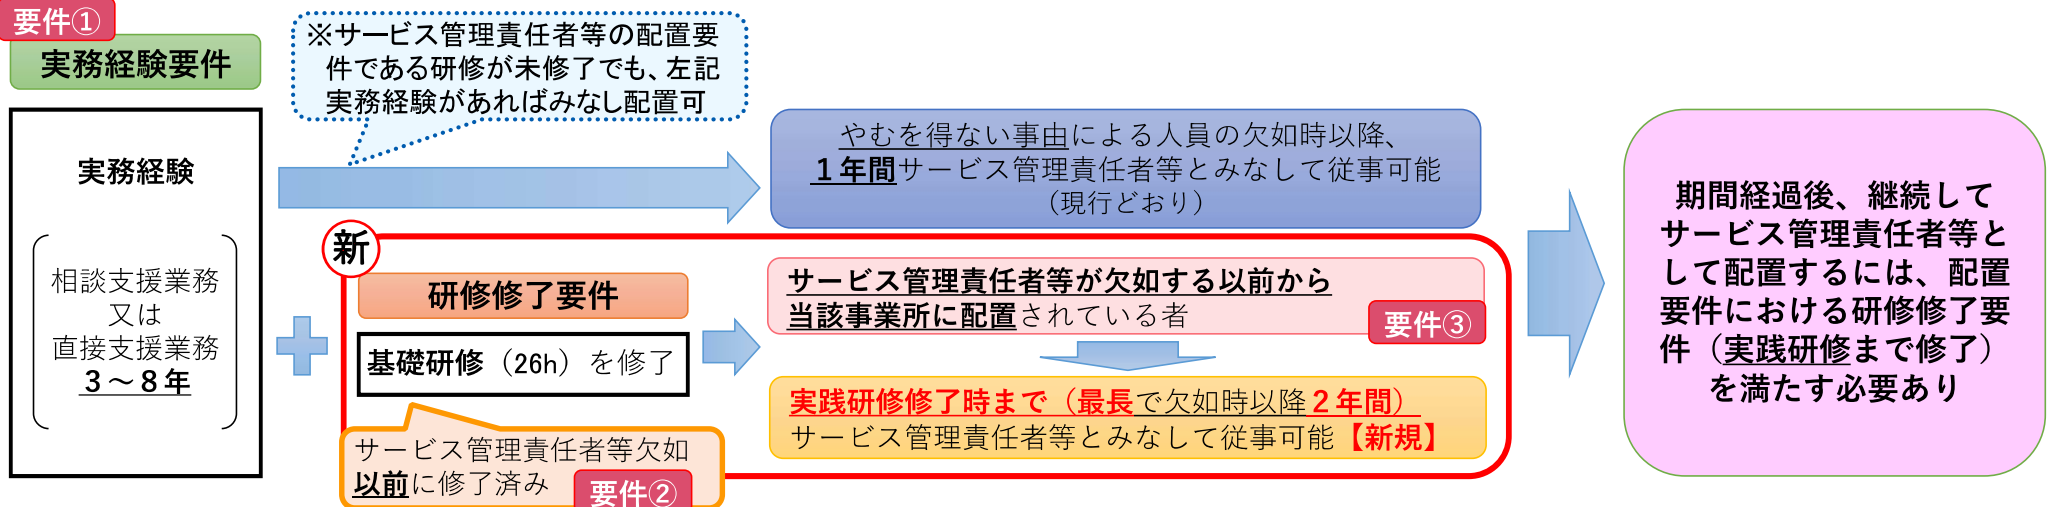 要件①
実務経験要件
実務経験
相談支援業務
又は
直接支援業務
３～８年
※サービス管理責任者等の配置要
件である研修が未修了でも、左記
実務経験があればみなし配置可
やむを得ない事由による人員の欠如時以降、
１年間サービス管理責任者等とみなして従事可能
（現行どおり）
新
研修修了要件
基礎研修（26h）を修了
サービス管理責任者等欠如
以前に修了済み
要件②
サービス管理責任者等が欠如する以前から
当該事業所に配置されている者
要件③
実践研修修了時まで（最長で欠如時以降２年間）
サービス管理責任者等とみなして従事可能【新規】
期間経過後、継続して
サービス管理責任者等と
して配置するには、配置
要件における研修修了要
件（実践研修まで修了）
を満たす必要あり